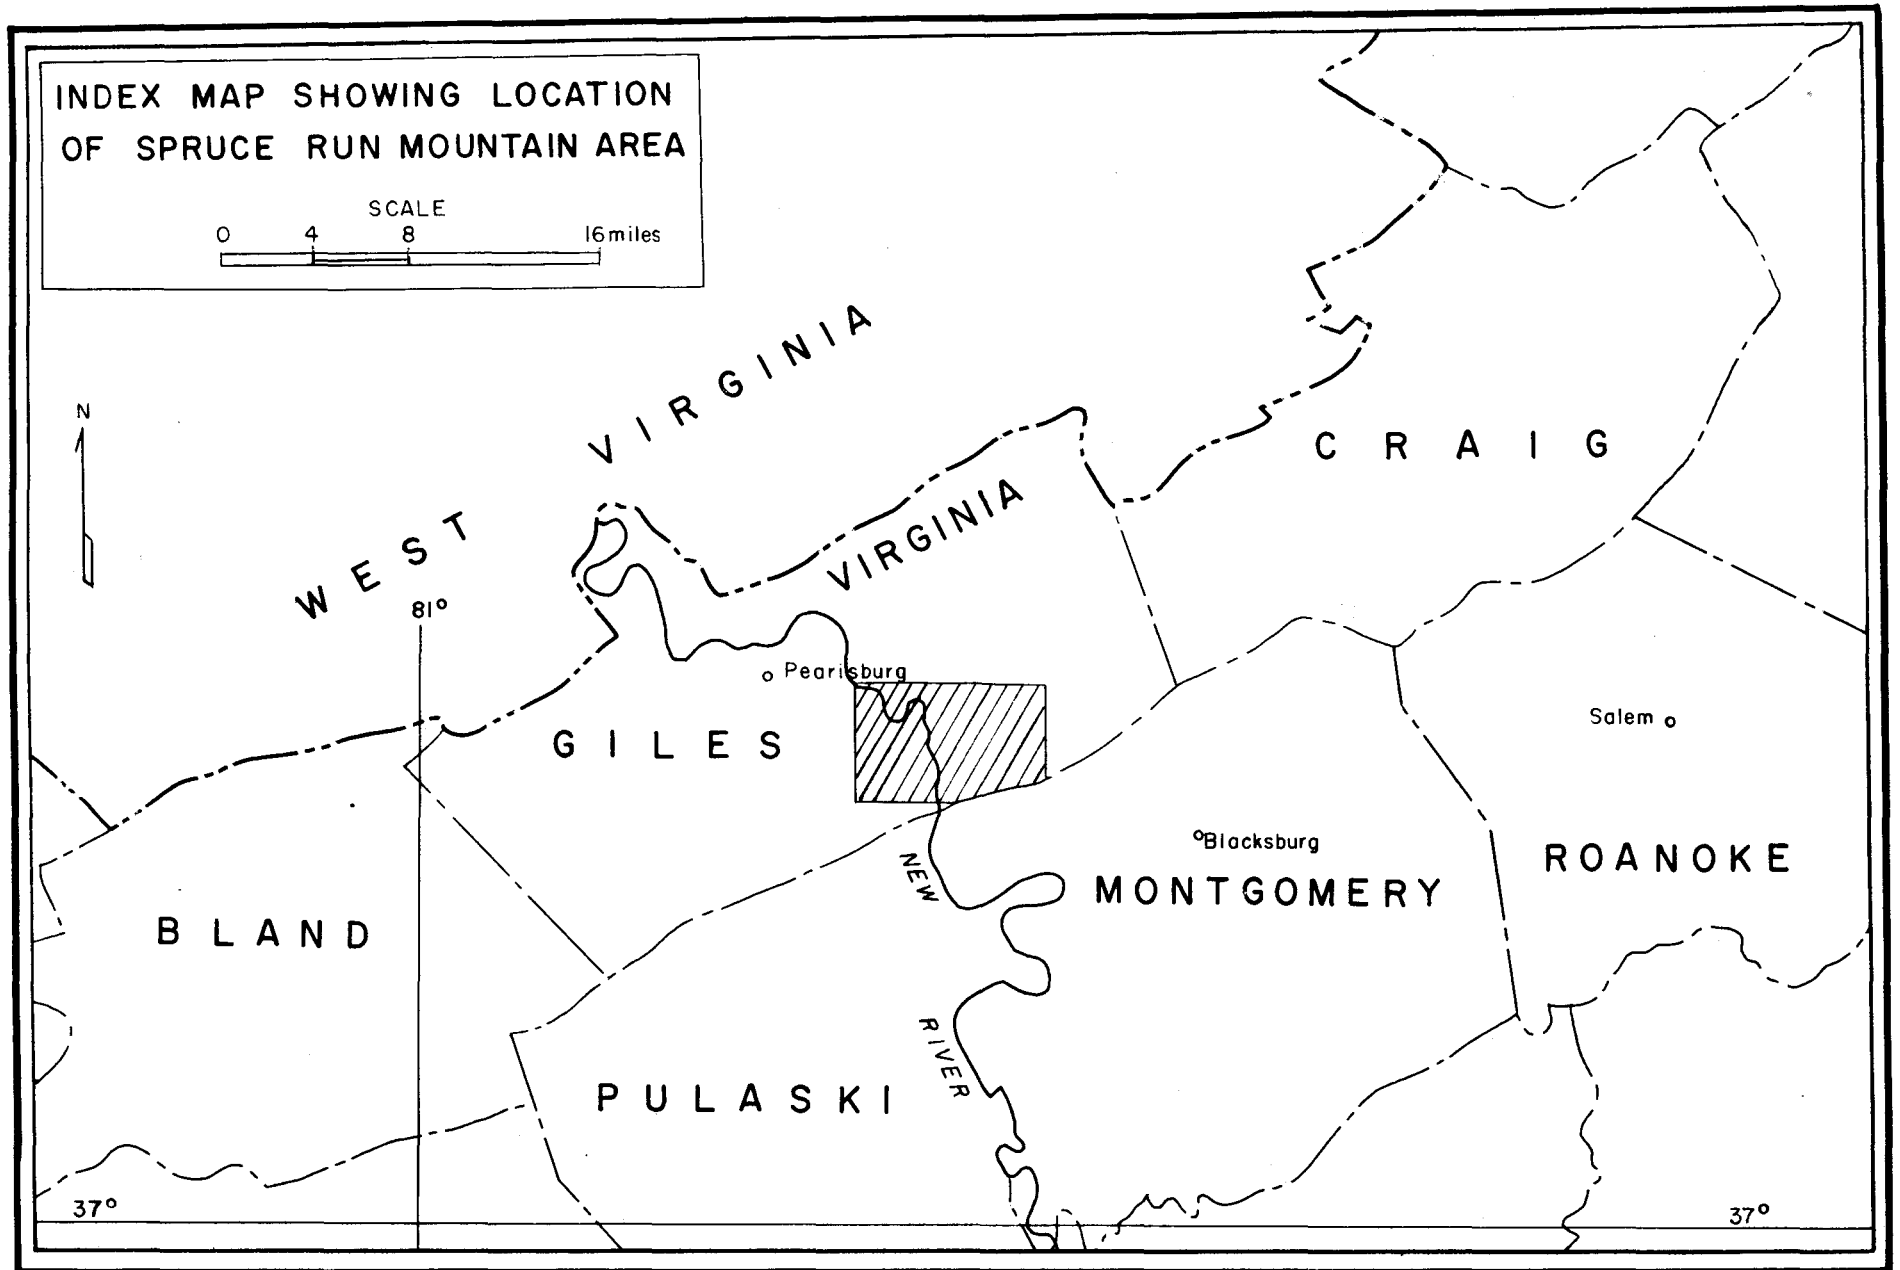 INDEX MAP SHOWING LOCATION
OF SPRUCE RUN MOUNTAIN AREA
SCALE
0 4 8 16 miles
N
WEST VIRGINIA
VIRGINIA
CRAIG
81°
Pearisburg
GILES
Salem
Blacksburg
ROANOKE
NEW RIVER
MONTGOMERY
BLAND
PULASKI
37°
37°